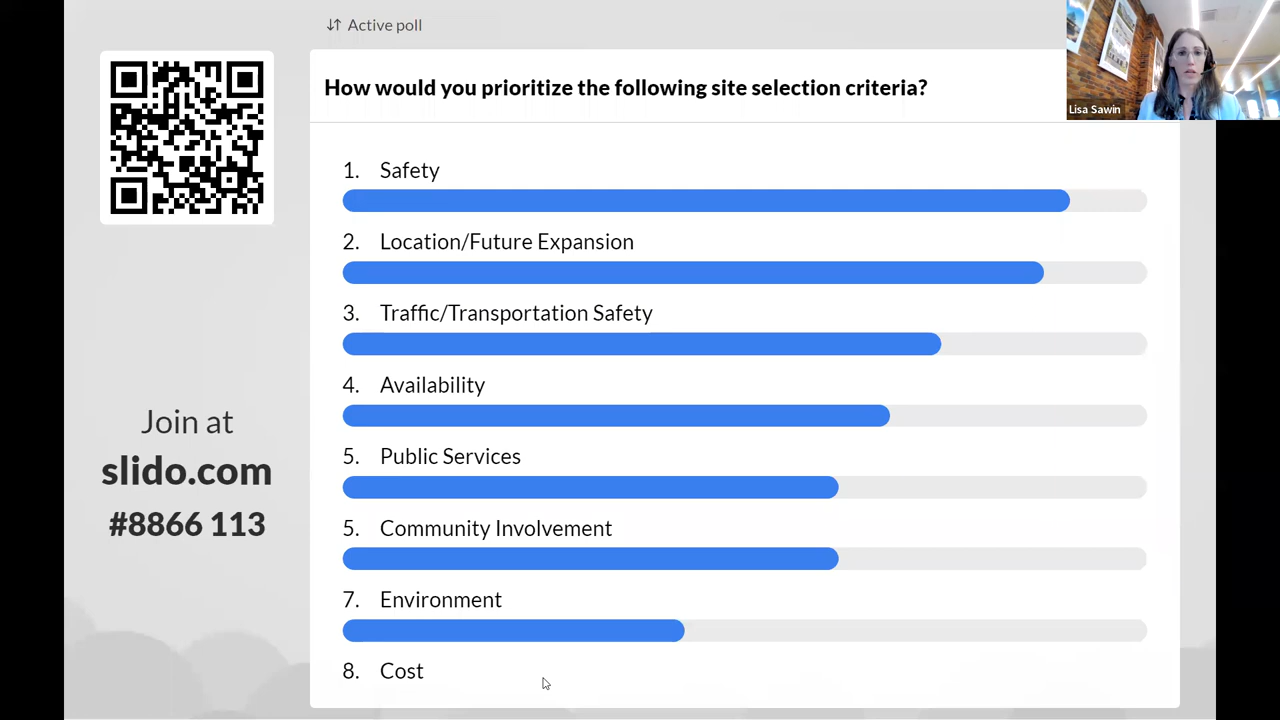 Active poll
How would you prioritize the following site selection criteria?
Lisa Sawin
1. Safety
2. Location/Future Expansion
3. Traffic/Transportation Safety
4. Availability
5. Public Services
5. Community Involvement
7. Environment
8. Cost
Join at
slido.com
#8866 113